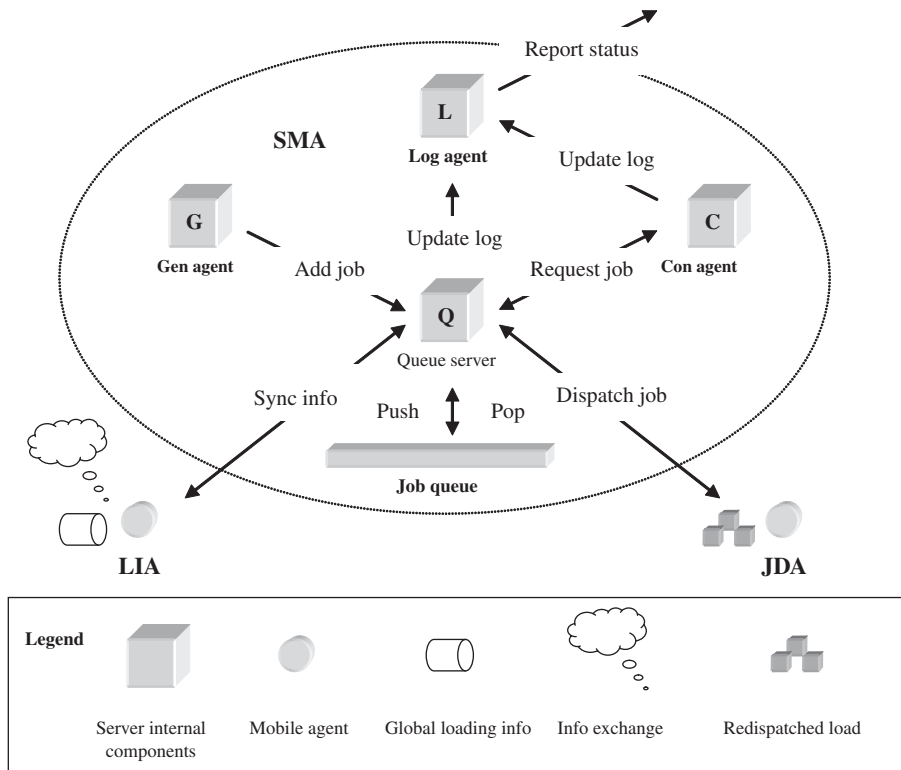 Report status
L
SMA
Log agent
Update log
G
C
Update log
Gen agent
Add job
Request job
Con agent
Q
Queue server
Sync info
Dispatch job
Push
Pop
Job queue
LIA
JDA
Legend
Server internal
components
Mobile agent
Global loading info
Info exchange
Redispatched load